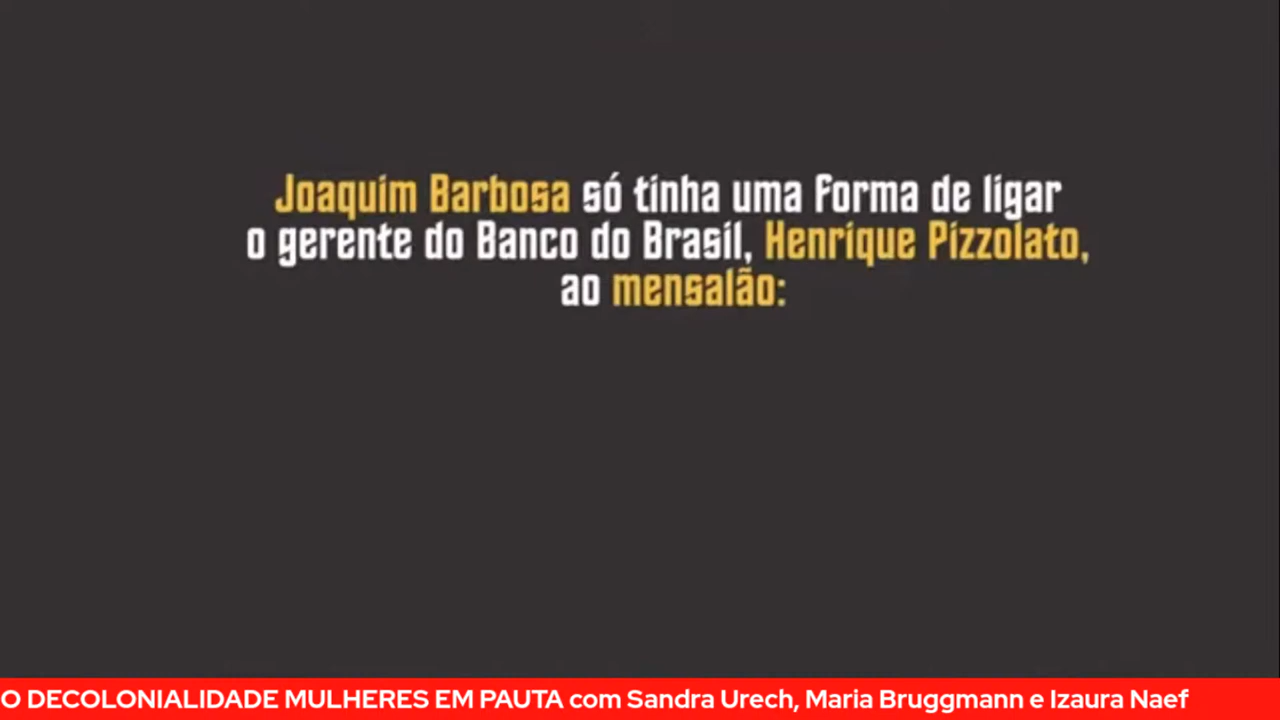 Joaquim Barbosa só tinha uma forma de ligar
o gerente do Banco do Brasil, Henrique Pizzolato,
ao mensalão:
O DECOLONIALIDADE MULHERES EM PAUTA com Sandra Urech, Maria Bruggmann e Izaura Naef